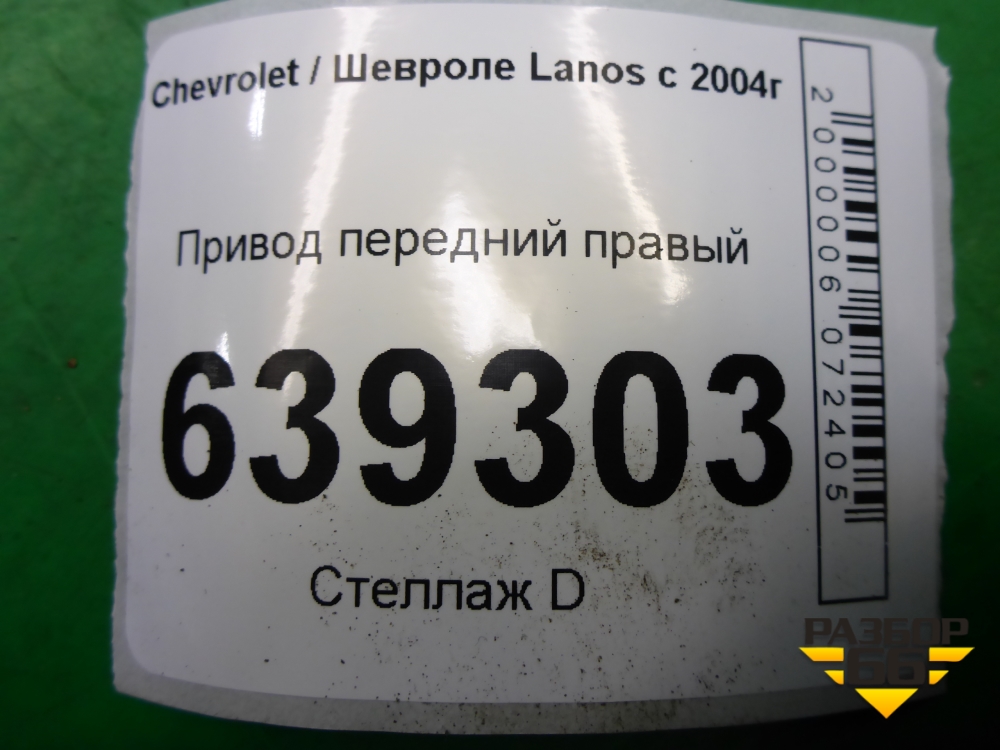 Chevrolet / Шевроле Lanos с 2004г
Привод передний правый
639303
Стеллаж D
2000006072405
РАЗБОР
66